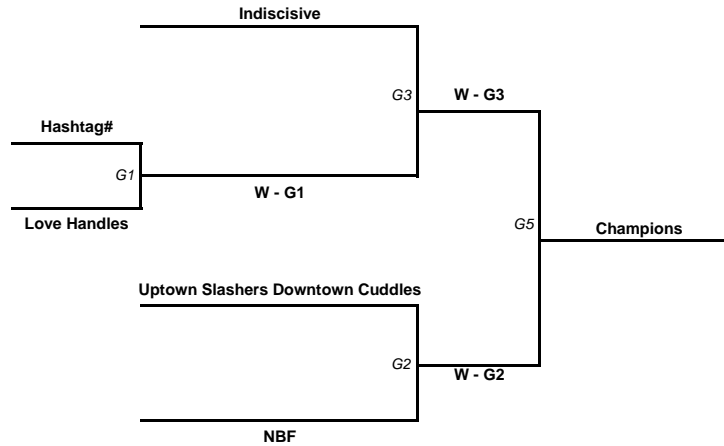 Indiscisive
G3
W - G3
Hashtag#
G1
W - G1
Love Handles
G5
Champions
Uptown Slashers Downtown Cuddles
G2
W - G2
NBF